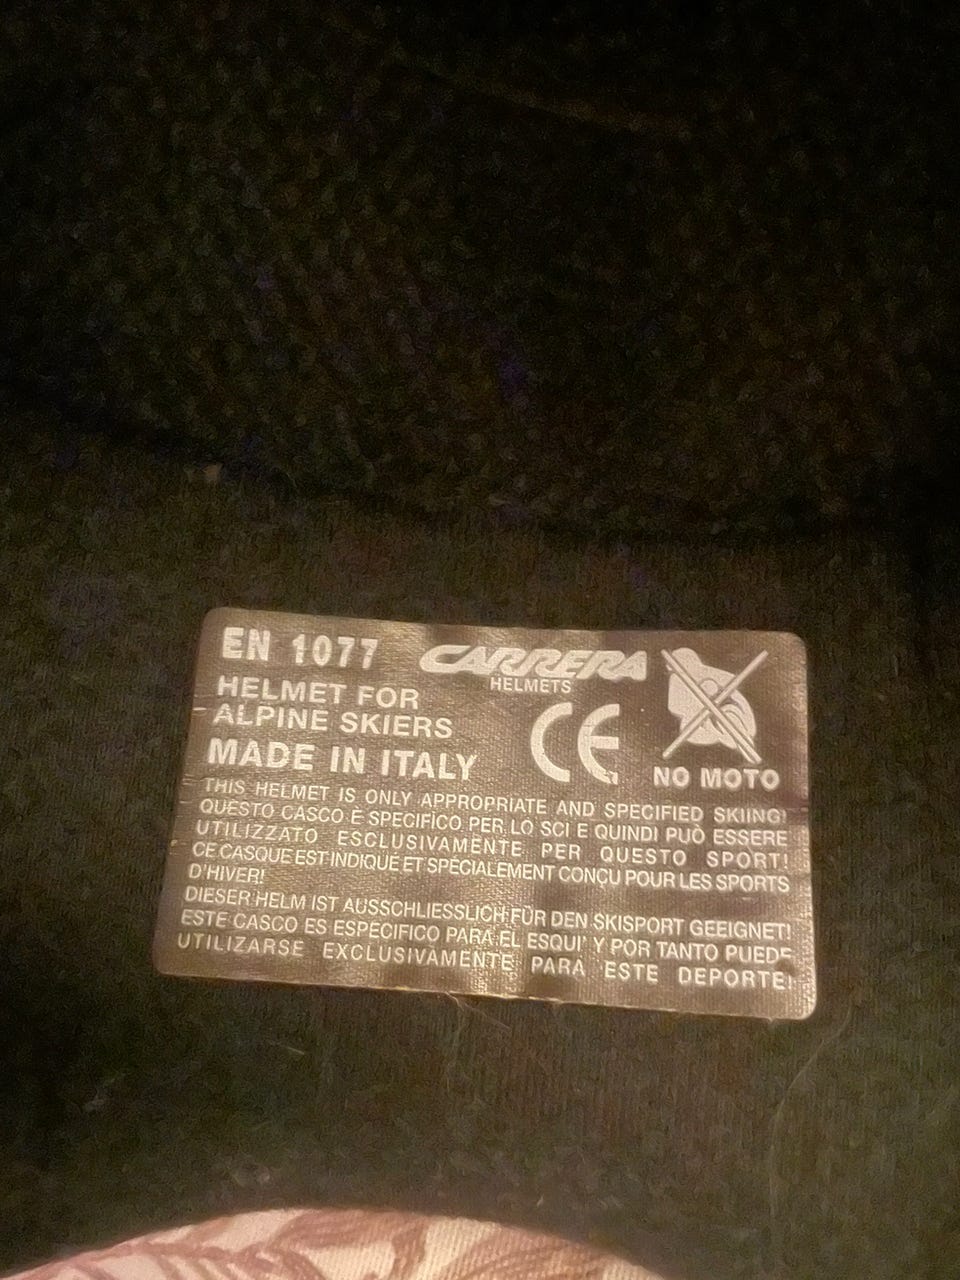 EN 1077
CARRERA
HELMETS
HELMET FOR
ALPINE SKIERS
MADE IN ITALY
CE
NO MOTO
THIS HELMET IS ONLY APPROPRIATE AND SPECIFIED SKIING!
QUESTO CASCO È SPECIFICO PER LO SCI E QUINDI PUÒ ESSERE
UTILIZZATO ESCLUSIVAMENTE PER QUESTO SPORT!
CE CASQUE EST INDIQUÉ ET SPÉCIALEMENT CONÇU POUR LES SPORTS
D'HIVER!
DIESER HELM IST AUSSCHLIESSLICH FÜR DEN SKISPORT GEEIGNET!
ESTE CASCO ES ESPECIFICO PARA EL ESQUI' Y POR TANTO PUEDE
UTILIZARSE EXCLUSIVAMENTE PARA ESTE DEPORTE!